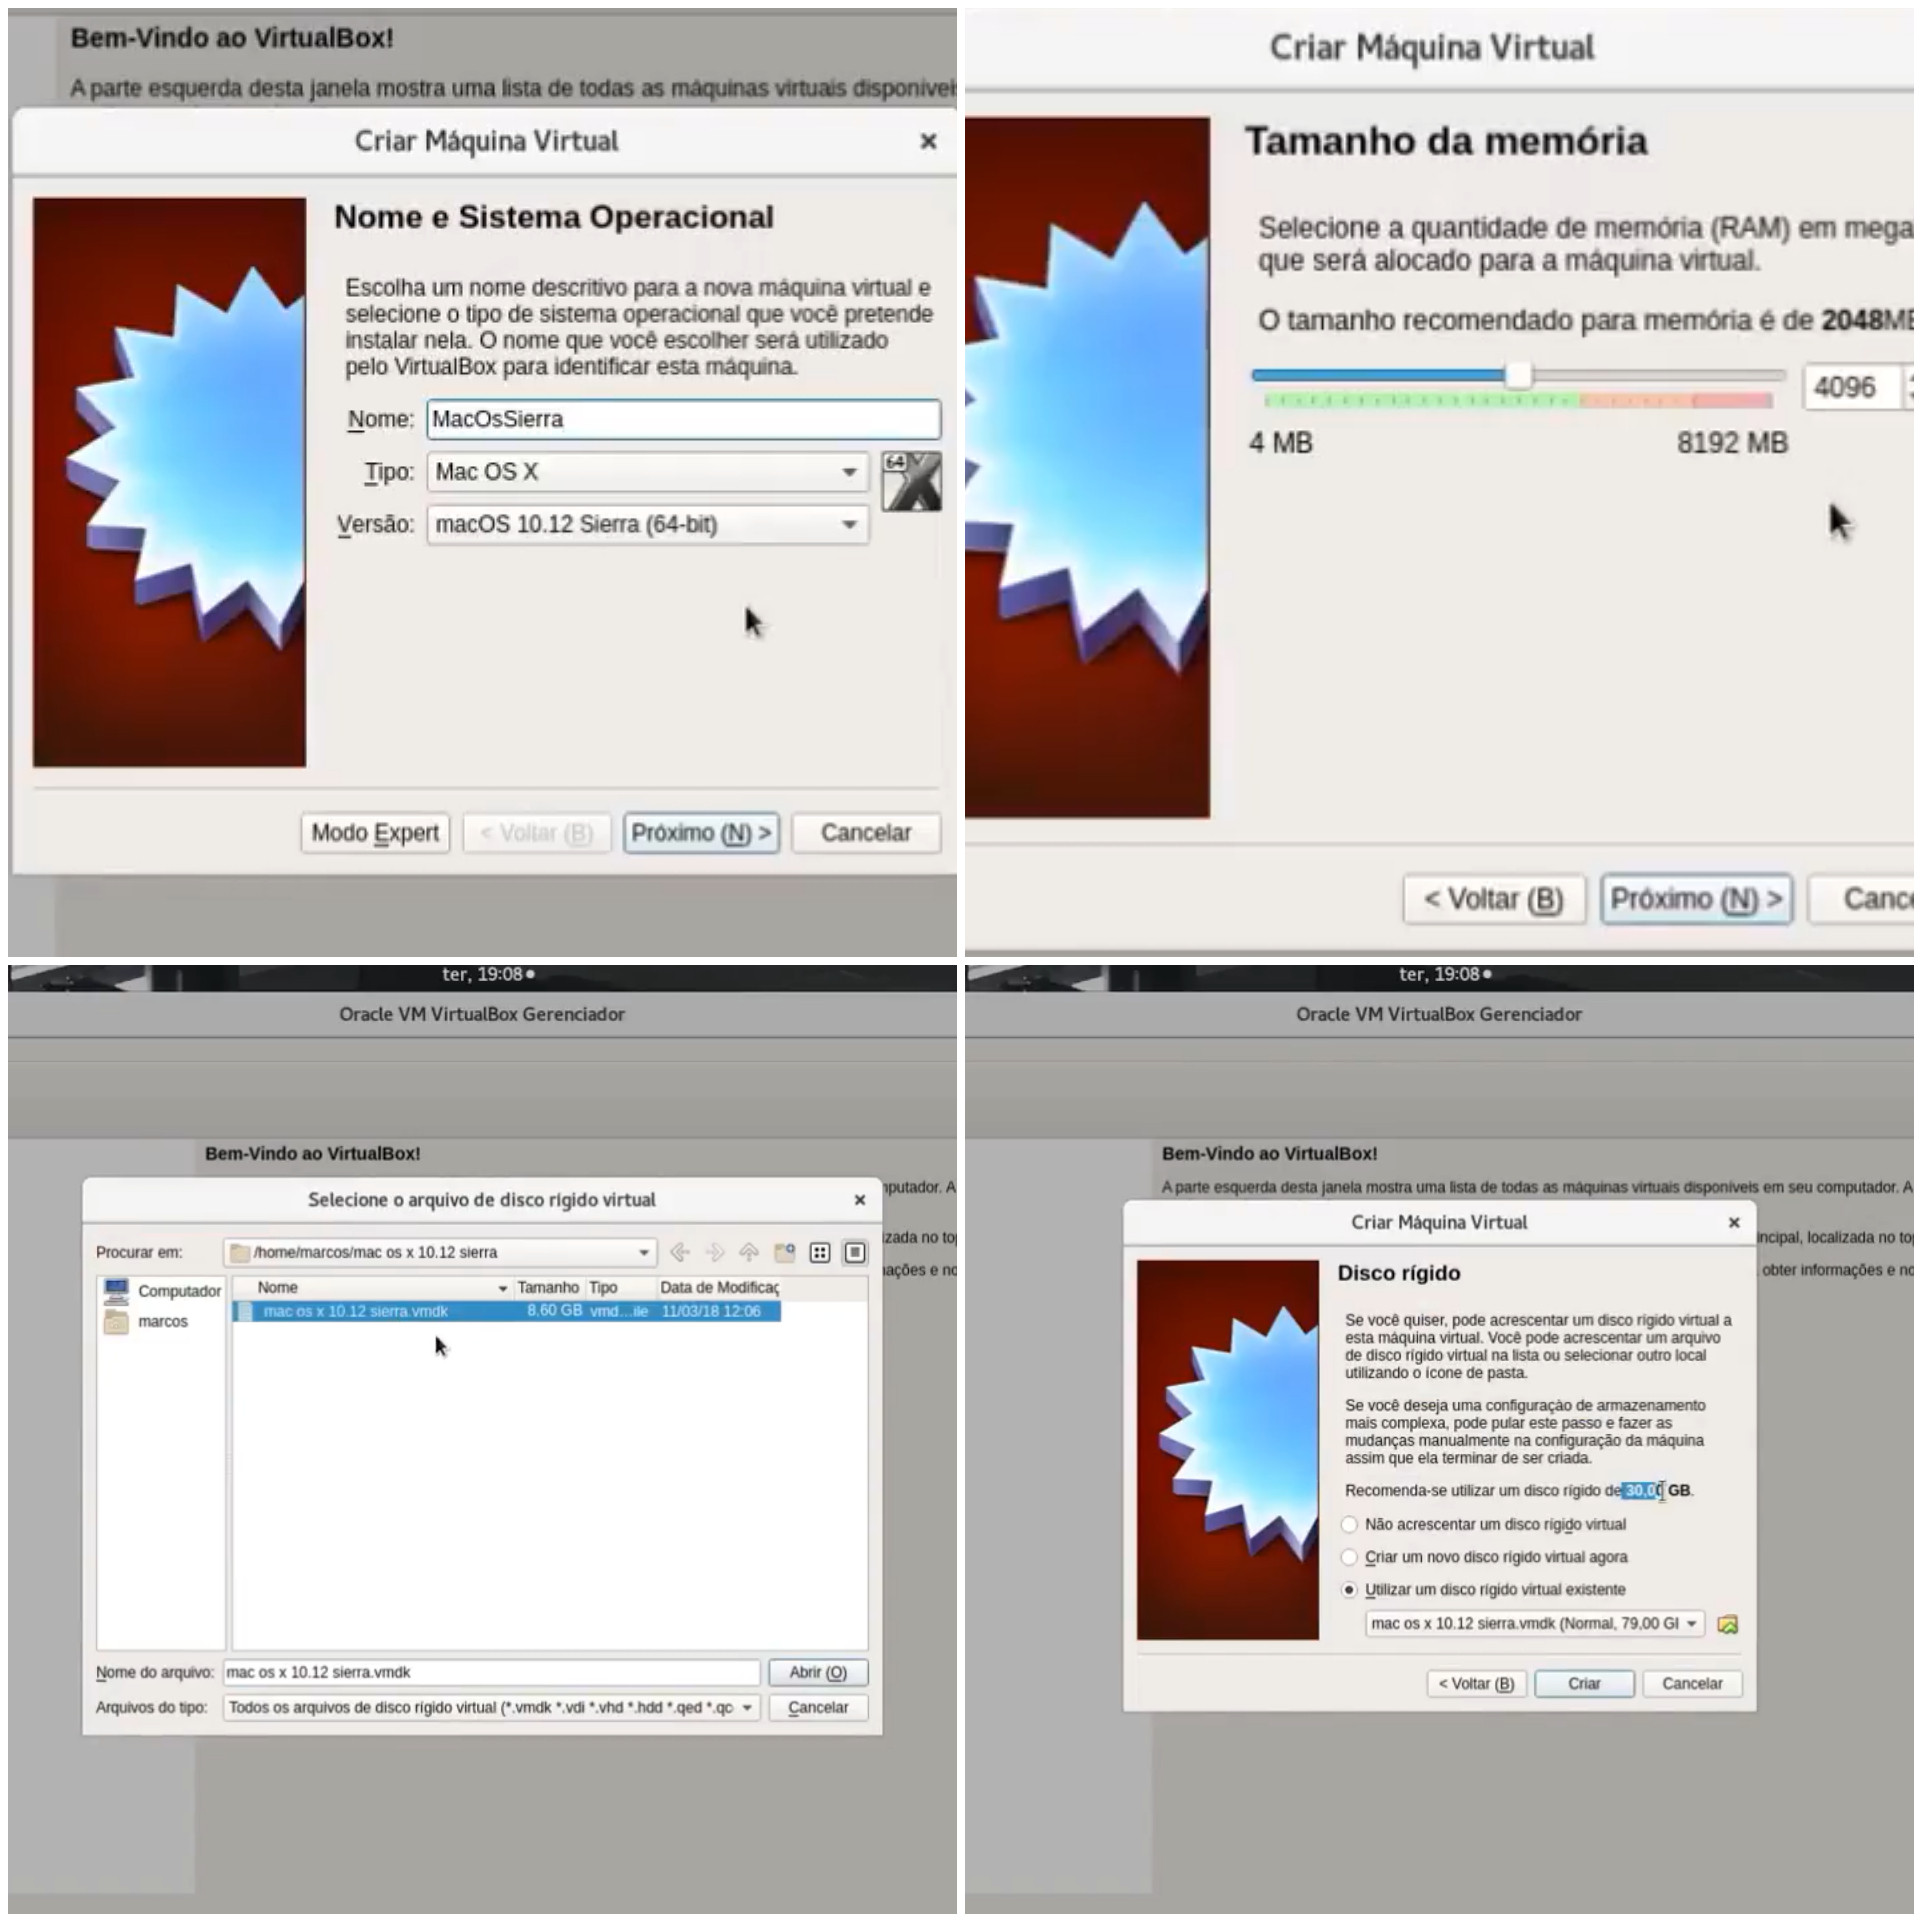 Bem-Vindo ao VirtualBox!
A parte esquerda desta janela mostra uma lista de todas as máquinas virtuais disponíveis
Criar Máquina Virtual
Nome e Sistema Operacional
Escolha um nome descritivo para a nova máquina virtual e
selecione o tipo de sistema operacional que você pretende
instalar nela. O nome que você escolher será utilizado
pelo VirtualBox para identificar esta máquina.
Nome: MacOsSierra
Tipo: Mac OS X
64
Versão: macOS 10.12 Sierra (64-bit)
Modo Expert < Voltar (B) Próximo (N) > Cancelar
Criar Máquina Virtual
Tamanho da memória
Selecione a quantidade de memória (RAM) em mega
que será alocado para a máquina virtual.
O tamanho recomendado para memória é de 2048MB
4096
4 MB 8192 MB
< Voltar (B) Próximo (N) > Cance
ter, 19:08
Oracle VM VirtualBox Gerenciador
Bem-Vindo ao VirtualBox!
nputador. A
Selecione o arquivo de disco rígido virtual
izada no top
Procurar em: /home/marcos/mac os x 10.12 sierra
ações e no
Computador
marcos
Nome Tamanho Tipo Data de Modificaç
mac os x 10.12 sierra.vmdk 8,60 GB vmd...ile 11/03/18 12:06
Nome do arquivo: mac os x 10.12 sierra.vmdk Abrir (O)
Arquivos do tipo: Todos os arquivos de disco rígido virtual (*.vmdk *.vdi *.vhd *.hdd *.qed *.qc Cancelar
ter, 19:08
Oracle VM VirtualBox Gerenciador
Bem-Vindo ao VirtualBox!
A parte esquerda desta janela mostra uma lista de todas as máquinas virtuais disponíveis em seu computador. A
Criar Máquina Virtual
incipal, localizada no top
obter informações e no
Disco rígido
Se você quiser, pode acrescentar um disco rígido virtual a
esta máquina virtual. Você pode acrescentar um arquivo
de disco rígido virtual na lista ou selecionar outro local
utilizando o ícone de pasta.
Se você deseja uma configuração de armazenamento
mais complexa, pode pular este passo e fazer as
mudanças manualmente na configuração da máquina
assim que ela terminar de ser criada.
Recomenda-se utilizar um disco rígido de 30,00 GB.
Não acrescentar um disco rígido virtual
Criar um novo disco rígido virtual agora
Utilizar um disco rígido virtual existente
mac os x 10.12 sierra.vmdk (Normal, 79,00 GI
< Voltar (B) Criar Cancelar